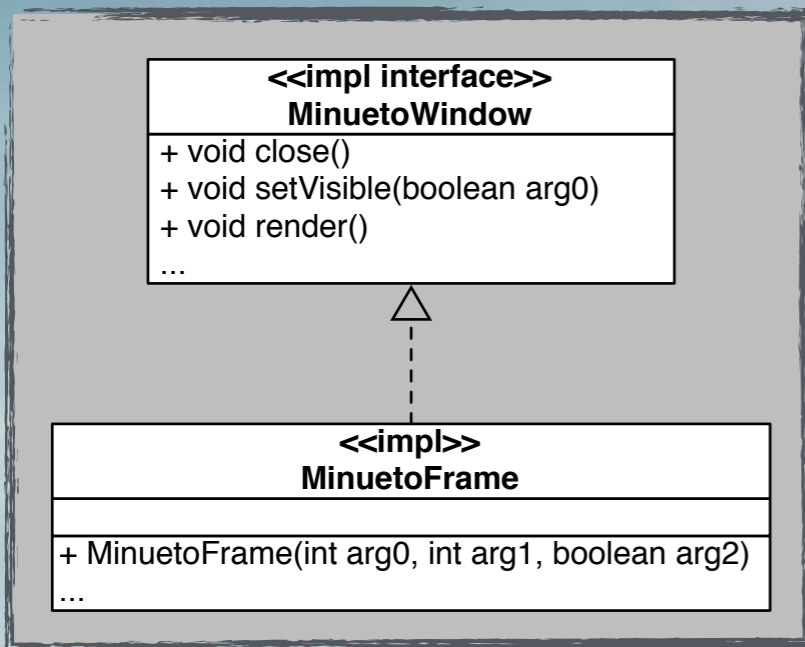 <<impl interface>>
MinuetoWindow
+ void close()
+ void setVisible(boolean arg0)
+ void render()
...
<<impl>>
MinuetoFrame
+ MinuetoFrame(int arg0, int arg1, boolean arg2)
...